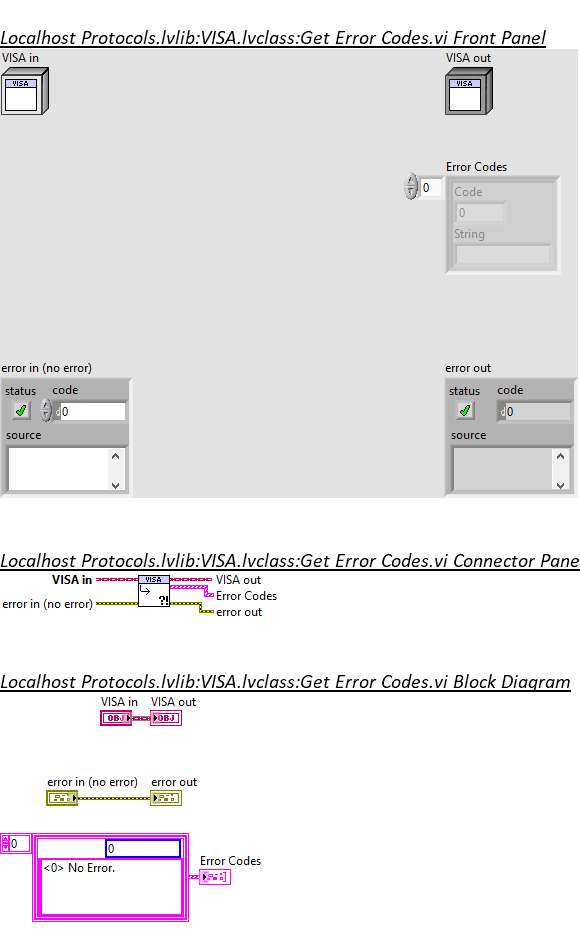 Localhost Protocols.lvlib:VISA.lvclass:Get Error Codes.vi Front Panel
VISA in
VISA out
VISA
VISA
Error Codes
0
Code
0
String
error in (no error)
error out
status code
status code
d 0
d 0
source
source
Localhost Protocols.lvlib:VISA.lvclass:Get Error Codes.vi Connector Pane
VISA in
VISA
VISA out
Error Codes
?!
error in (no error)
error out
Localhost Protocols.lvlib:VISA.lvclass:Get Error Codes.vi Block Diagram
VISA in VISA out
OBJ OBJ
error in (no error) error out
0
0
<0> No Error.
Error Codes